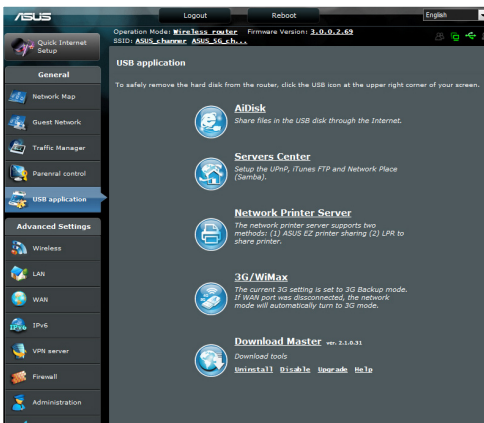 ASUS
Logout
Reboot
English
Operation Mode: Wireless router Firmware Version: 3.0.0.2.69
SSID: ASUS_channer ASUS_5G_ch...
Quick Internet
Setup
General
Network Map
Guest Network
Traffic Manager
Parenral control
USB application
Advanced Settings
Wireless
LAN
WAN
IPv6
IPv6
VPN server
Firewall
Administration
USB application
To safely remove the hard disk from the router, click the USB icon at the upper right corner of your screen.
AiDisk
Share files in the USB disk through the Internet.
Servers Center
Setup the UPnP, iTunes FTP and Network Place
(Samba).
Network Printer Server
The network printer server supports two
methods: (1) ASUS EZ printer sharing (2) LPR to
share printer.
3G/WiMax
The current 3G setting is set to 3G Backup mode.
If WAN port was dissconnected, the network
mode will automatically turn to 3G mode.
Download Master ver. 2.1.0.31
Download tools
Uninstall Disable Upgrade Help